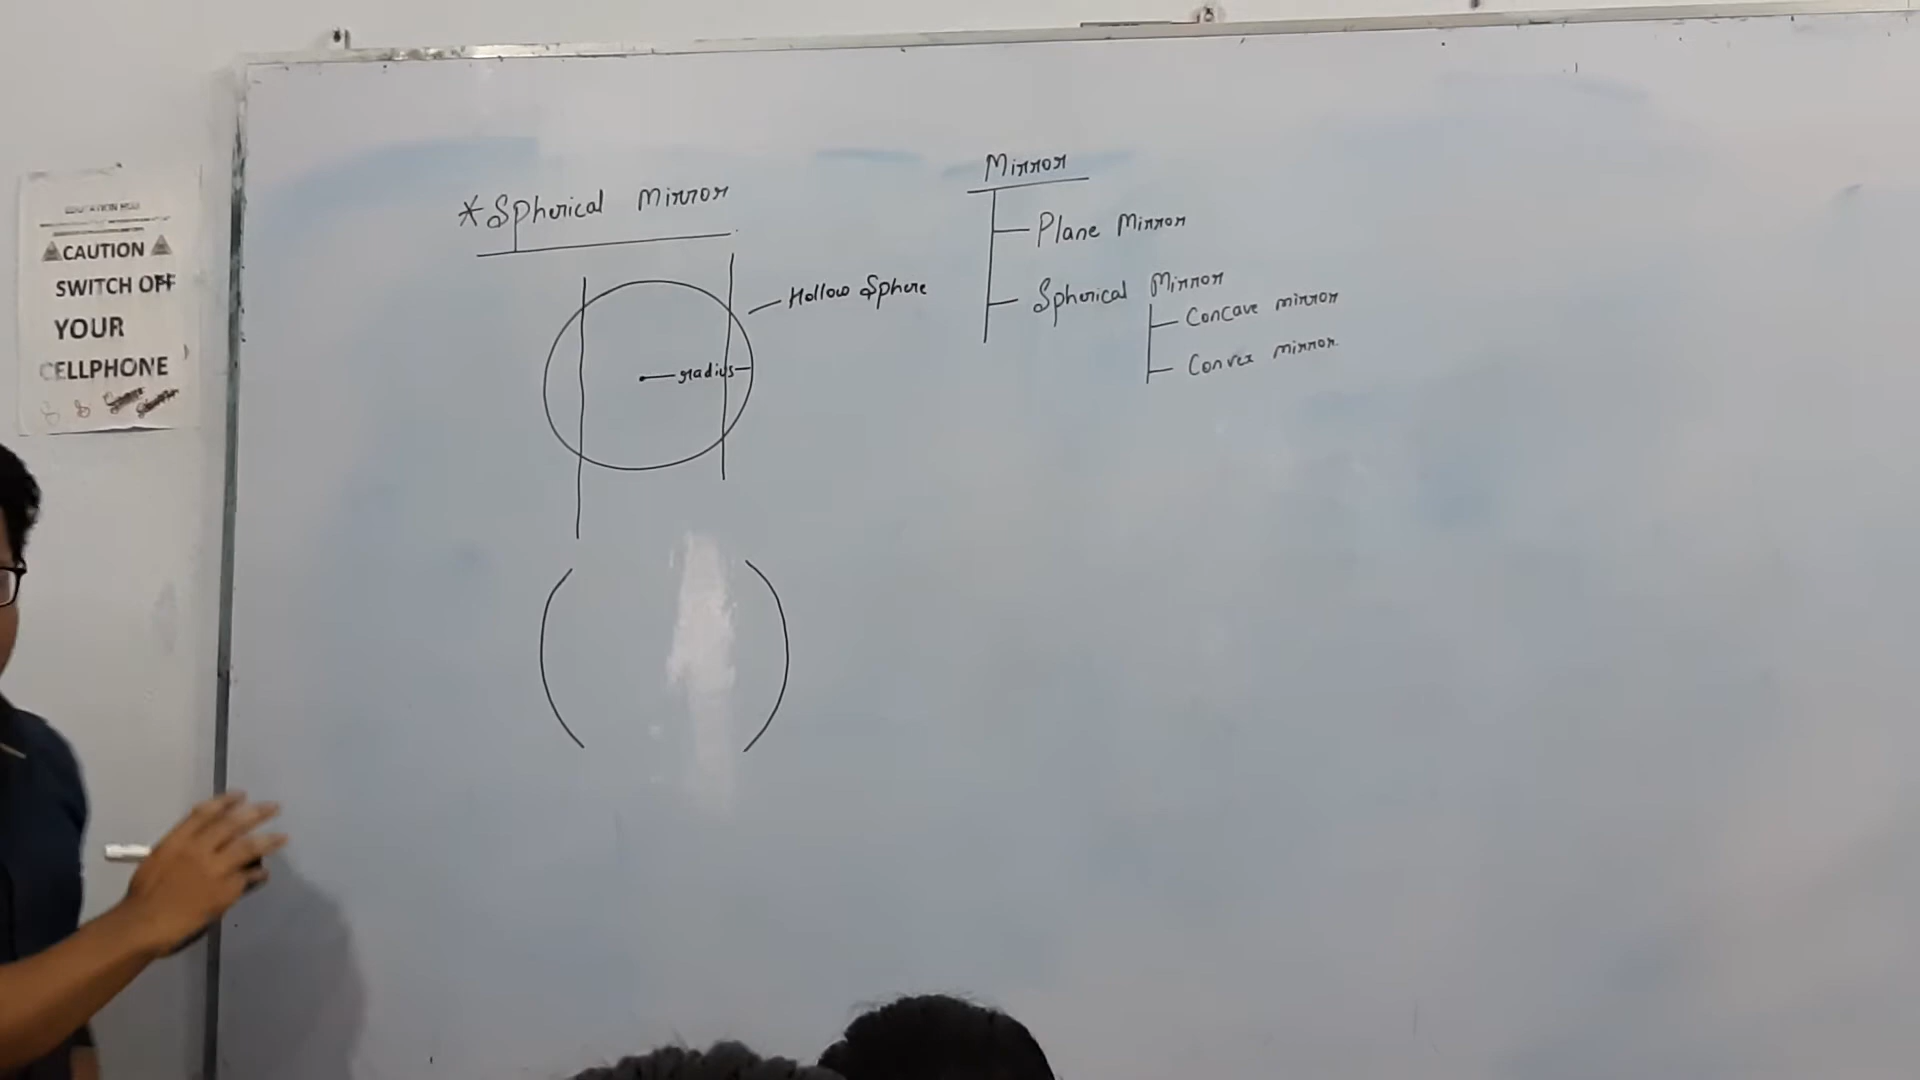 CAUTION
SWITCH OFF
YOUR
CELLPHONE
*Spherical Mirror
Hollow Sphere
radius
Mirror
Plane Mirror
Spherical Mirror
Concave mirror
Convex mirror